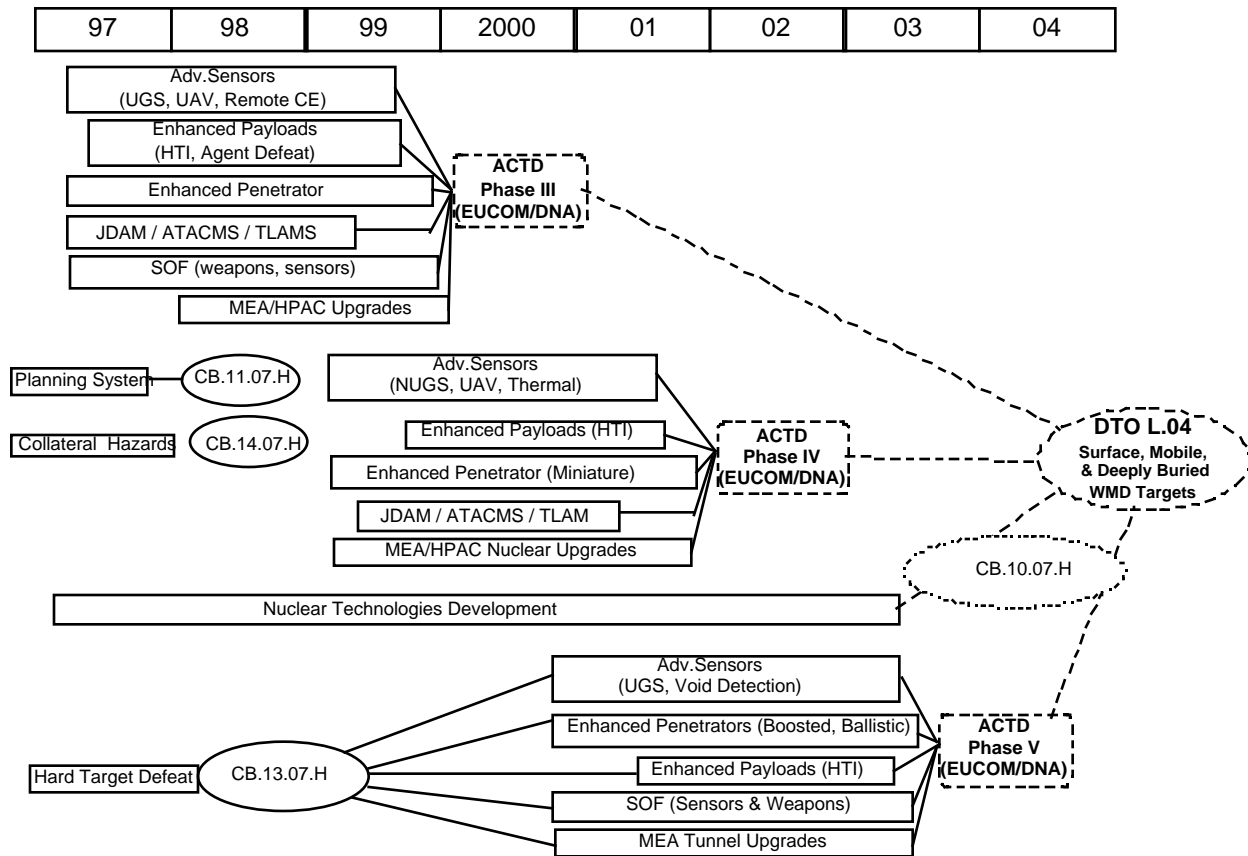 97 98 99 2000 01 02 03 04
Adv.Sensors
(UGS, UAV, Remote CE)
Enhanced Payloads
(HTI, Agent Defeat)
Enhanced Penetrator
JDAM / ATACMS / TLAMS
SOF (weapons, sensors)
MEA/HPAC Upgrades
ACTD
Phase III
(EUCOM/DNA)
Planning System
CB.11.07.H
Collateral Hazards
CB.14.07.H
Adv.Sensors
(NUGS, UAV, Thermal)
Enhanced Payloads (HTI)
Enhanced Penetrator (Miniature)
JDAM / ATACMS / TLAM
MEA/HPAC Nuclear Upgrades
ACTD
Phase IV
(EUCOM/DNA)
DTO L.04
Surface, Mobile,
& Deeply Buried
WMD Targets
CB.10.07.H
Nuclear Technologies Development
Hard Target Defeat
CB.13.07.H
Adv.Sensors
(UGS, Void Detection)
Enhanced Penetrators (Boosted, Ballistic)
Enhanced Payloads (HTI)
SOF (Sensors & Weapons)
MEA Tunnel Upgrades
ACTD
Phase V
(EUCOM/DNA)